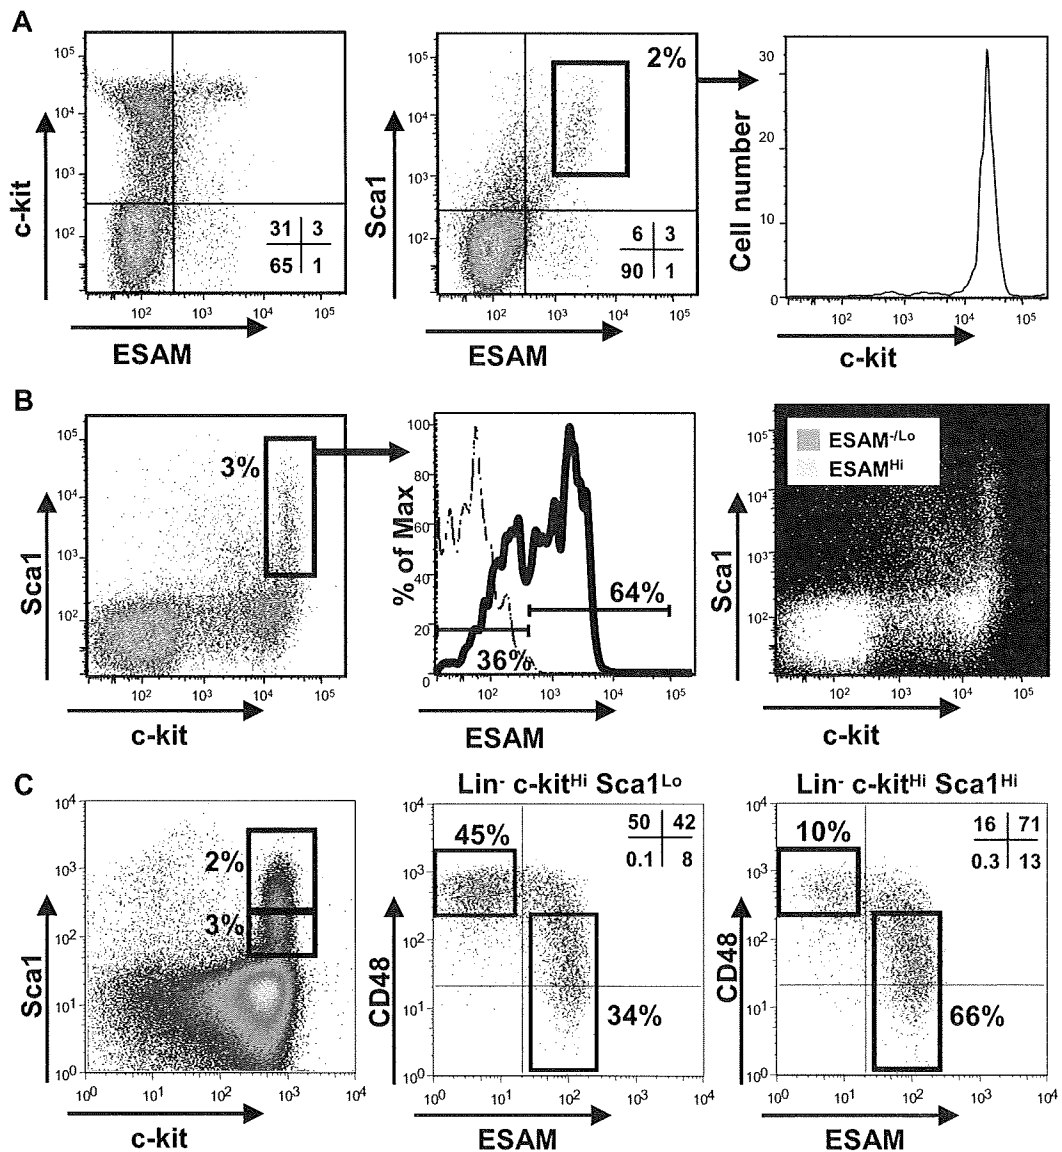 A
c-kit
10⁵
10⁴
10³
10²
31 3
65 1
10² 10³ 10⁴ 10⁵
ESAM
Sca1
10⁵
10⁴
10³
10²
2%
6 3
90 1
10² 10³ 10⁴ 10⁵
ESAM
Cell number
30
20
10
0
10² 10³ 10⁴ 10⁵
c-kit
B
Sca1
10⁵
10⁴
10³
10²
3%
10² 10³ 10⁴ 10⁵
c-kit
% of Max
100
80
60
40
20
0
64%
36%
10² 10³ 10⁴ 10⁵
ESAM
Sca1
10⁵
10⁴
10³
10²
ESAM⁻/ᴸᵒ
ESAMᴴⁱ
10² 10³ 10⁴ 10⁵
c-kit
C
Sca1
10⁴
10³
10²
10¹
10⁰
2%
3%
10⁰ 10¹ 10² 10³ 10⁴
c-kit
Lin⁻ c-kitᴴⁱ Sca1ᴸᵒ
CD48
10⁴
10³
10²
10¹
10⁰
45%
50 42
0.1 8
34%
10⁰ 10¹ 10² 10³ 10⁴
ESAM
Lin⁻ c-kitᴴⁱ Sca1ᴴⁱ
CD48
10⁴
10³
10²
10¹
10⁰
10%
16 71
0.3 13
66%
10⁰ 10¹ 10² 10³ 10⁴
ESAM